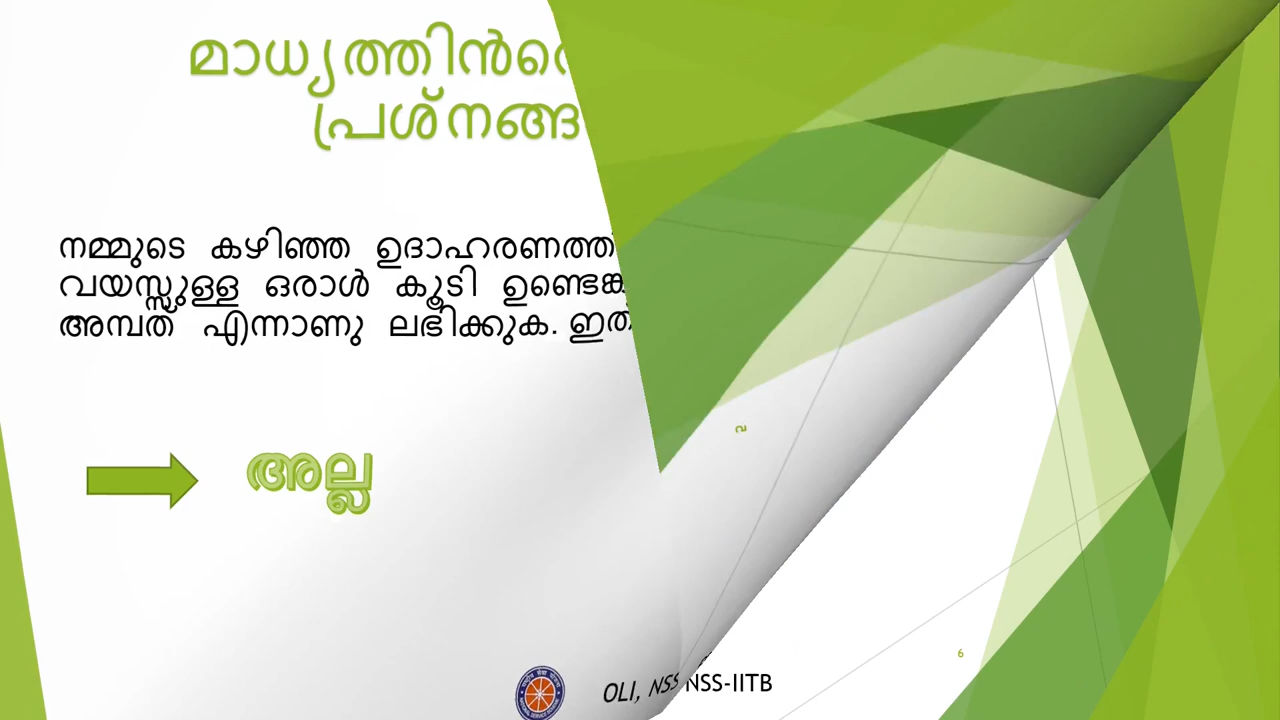 മാധ്യത്തിൻറെ
പ്രശ്നങ്ങ
നമ്മുടെ കഴിഞ്ഞ ഉദാഹരണത്തി
വയസ്സുള്ള ഒരാൾ കൂടി ഉണ്ടെങ്കി
അമ്പത് എന്നാണു ലഭിക്കുക. ഇത്
അല്ല
6
OLI, NSS NSS-IITB